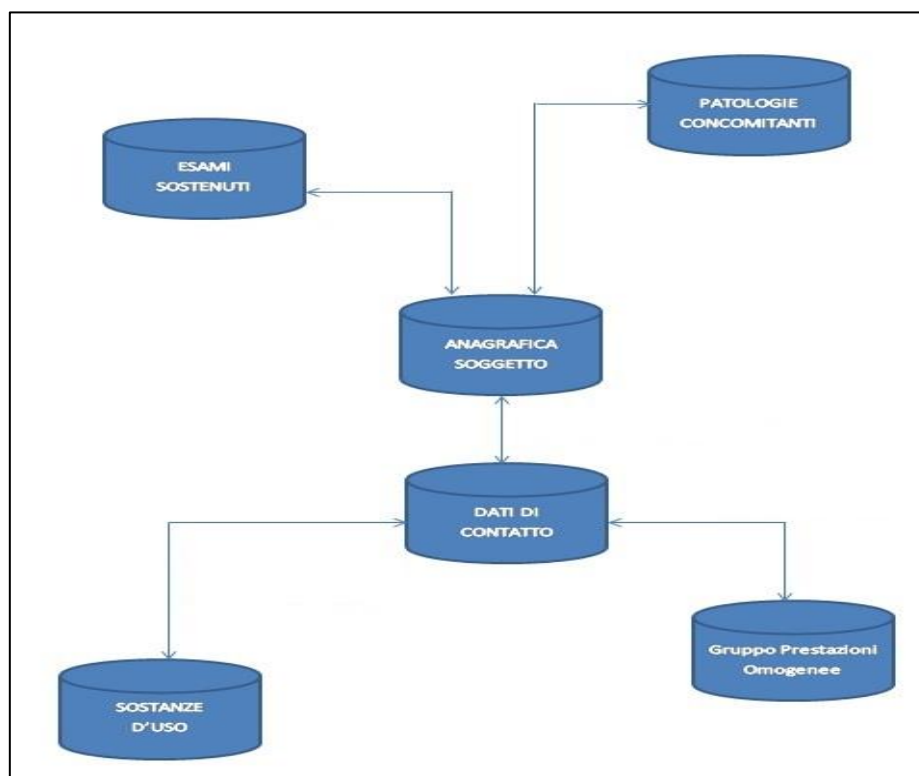 PATOLOGIE
CONCOMITANTI
ESAMI
SOSTENUTI
ANAGRAFICA
SOGGETTO
DATI DI
CONTATTO
Gruppo Prestazioni
Omogenee
SOSTANZE
D'USO